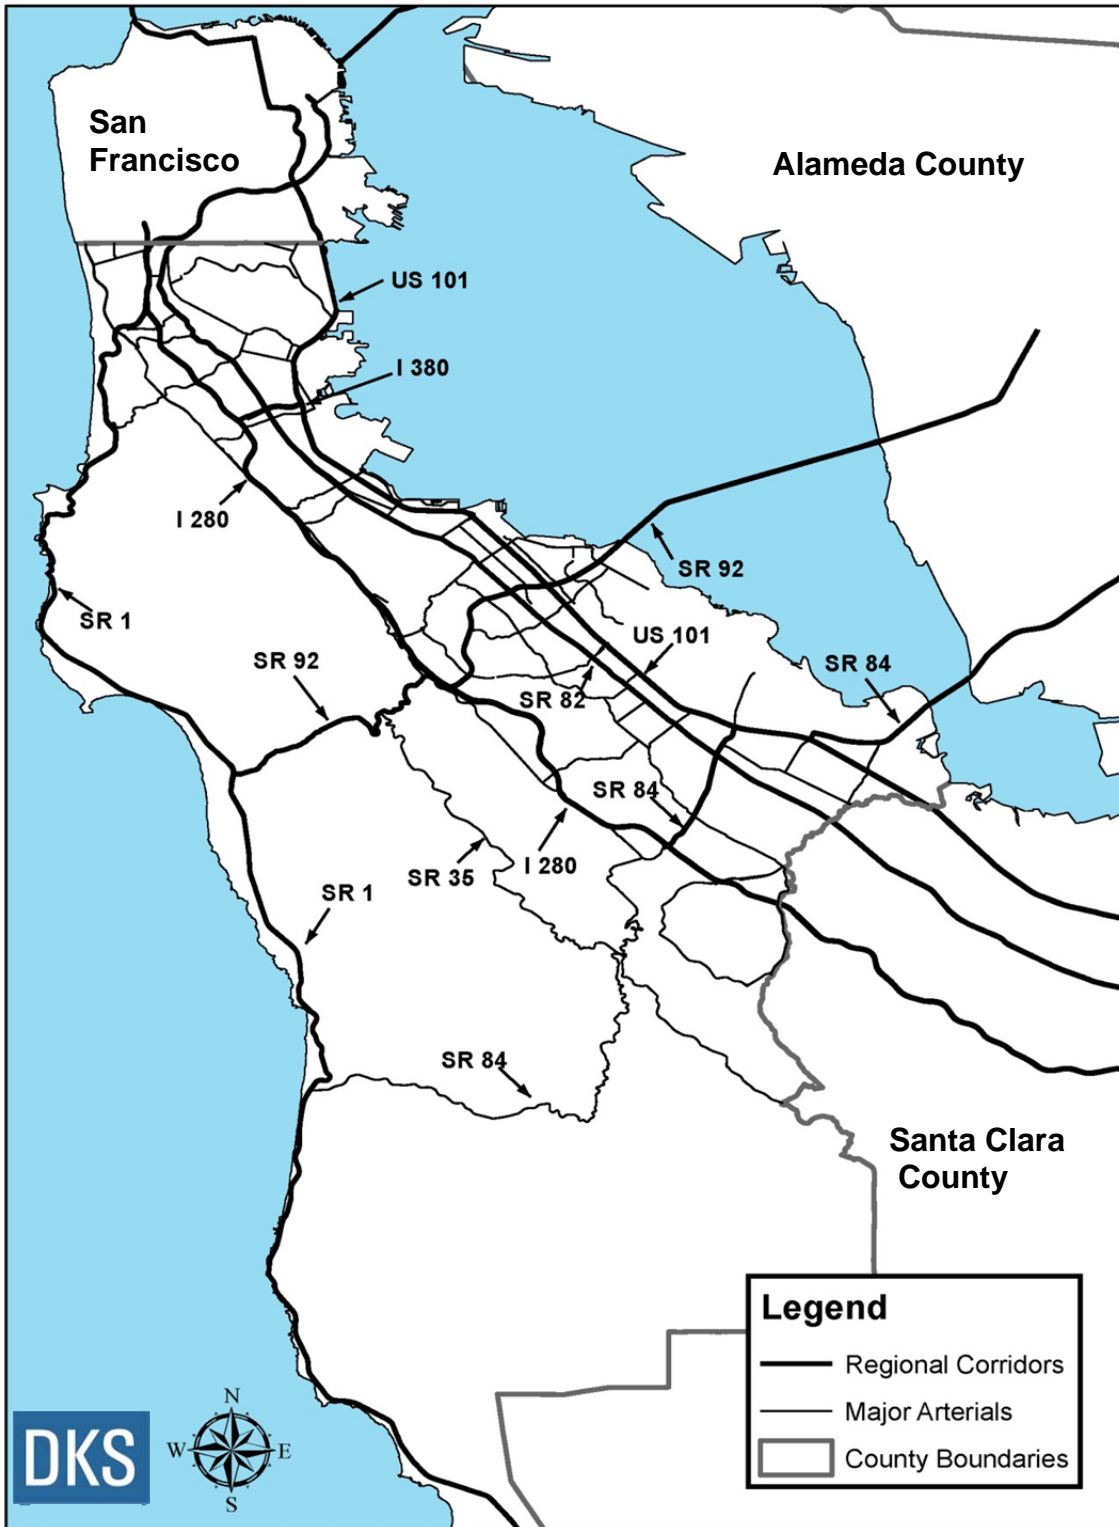 San
Francisco
Alameda County
US 101
I 380
I 280
SR 92
SR 1
US 101
SR 92
SR 84
SR 82
SR 84
SR 35
I 280
SR 1
SR 84
Santa Clara
County
Legend
Regional Corridors
Major Arterials
County Boundaries
DKS
N
W
E
S